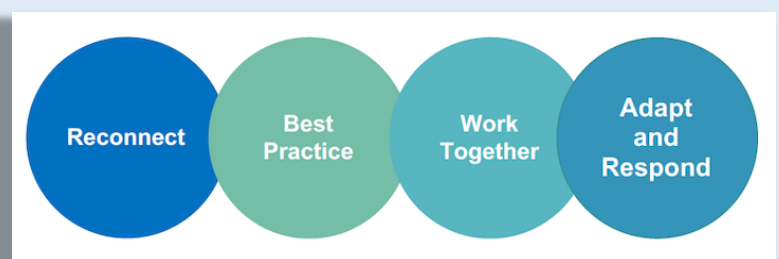 Reconnect
Best
Practice
Work
Together
Adapt
and
Respond